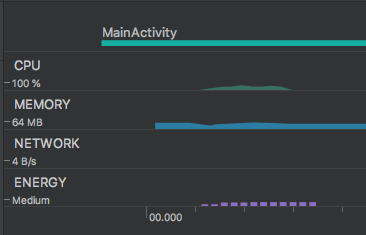 MainActivity
CPU
100 %
MEMORY
64 MB
NETWORK
4 B/s
ENERGY
Medium
00.000